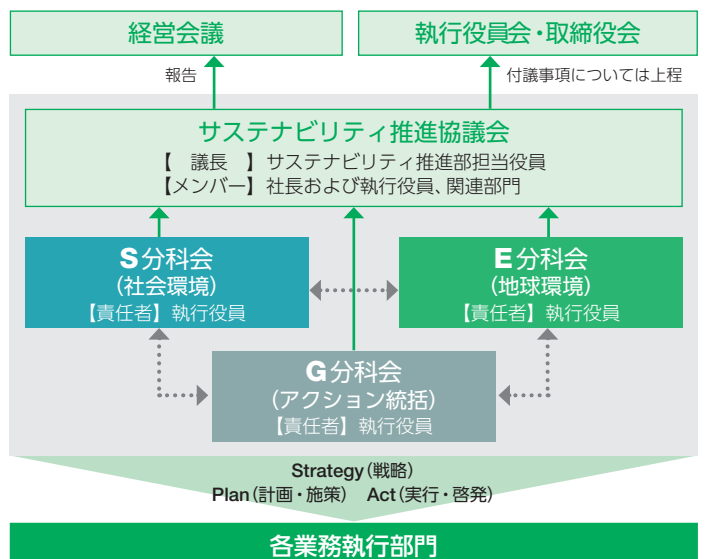 経営会議
執行役員会・取締役会
報告
付議事項については上程
サステナビリティ推進協議会
【　議長　】サステナビリティ推進部担当役員
【メンバー】社長および執行役員、関連部門
S分科会
(社会環境)
【責任者】執行役員
E分科会
(地球環境)
【責任者】執行役員
G分科会
(アクション統括)
【責任者】執行役員
Strategy(戦略)
Plan(計画・施策)　Act(実行・啓発)
各業務執行部門